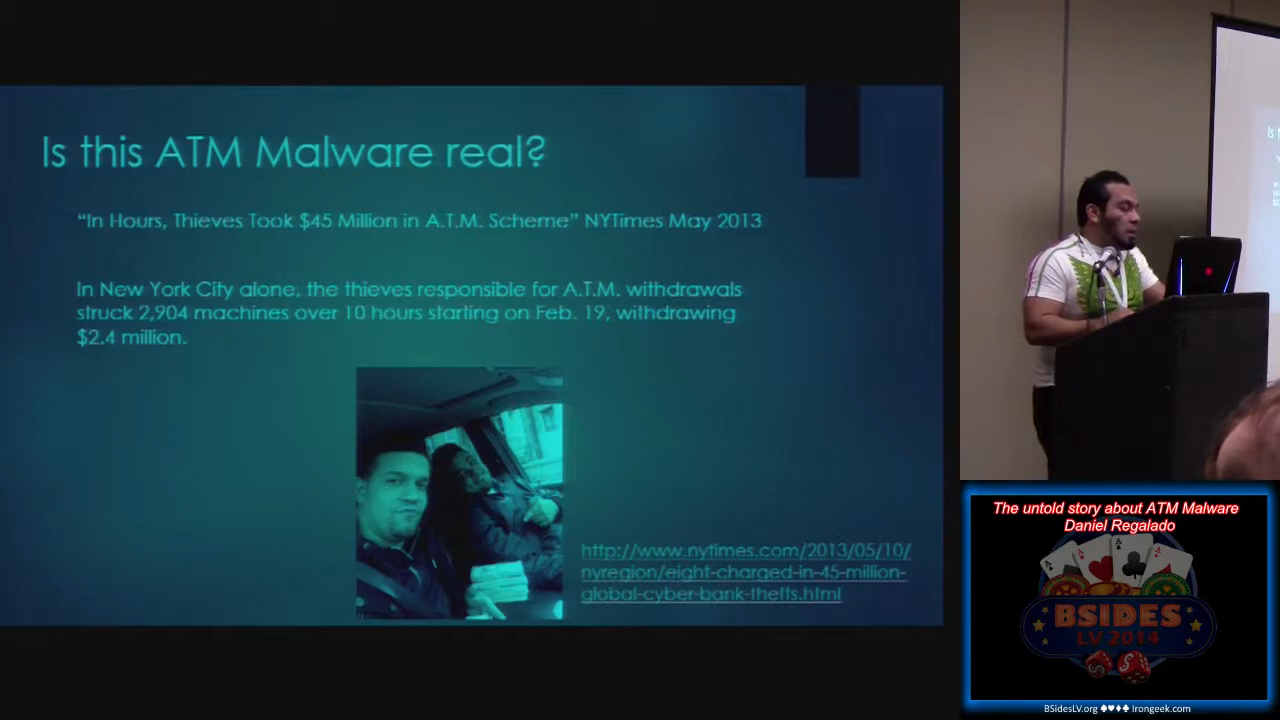 Is this ATM Malware real?
“In Hours, Thieves Took $45 Million in A.T.M. Scheme” NYTimes May 2013
In New York City alone, the thieves responsible for A.T.M. withdrawals
struck 2,904 machines over 10 hours starting on Feb. 19, withdrawing
$2.4 million.
http://www.nytimes.com/2013/05/10/
nyregion/eight-charged-in-45-million-
global-cyber-bank-thefts.html
The untold story about ATM Malware
Daniel Regalado
BSIDES
LV 2014
BSidesLV.org ♠♥♦♣ Irongeek.com